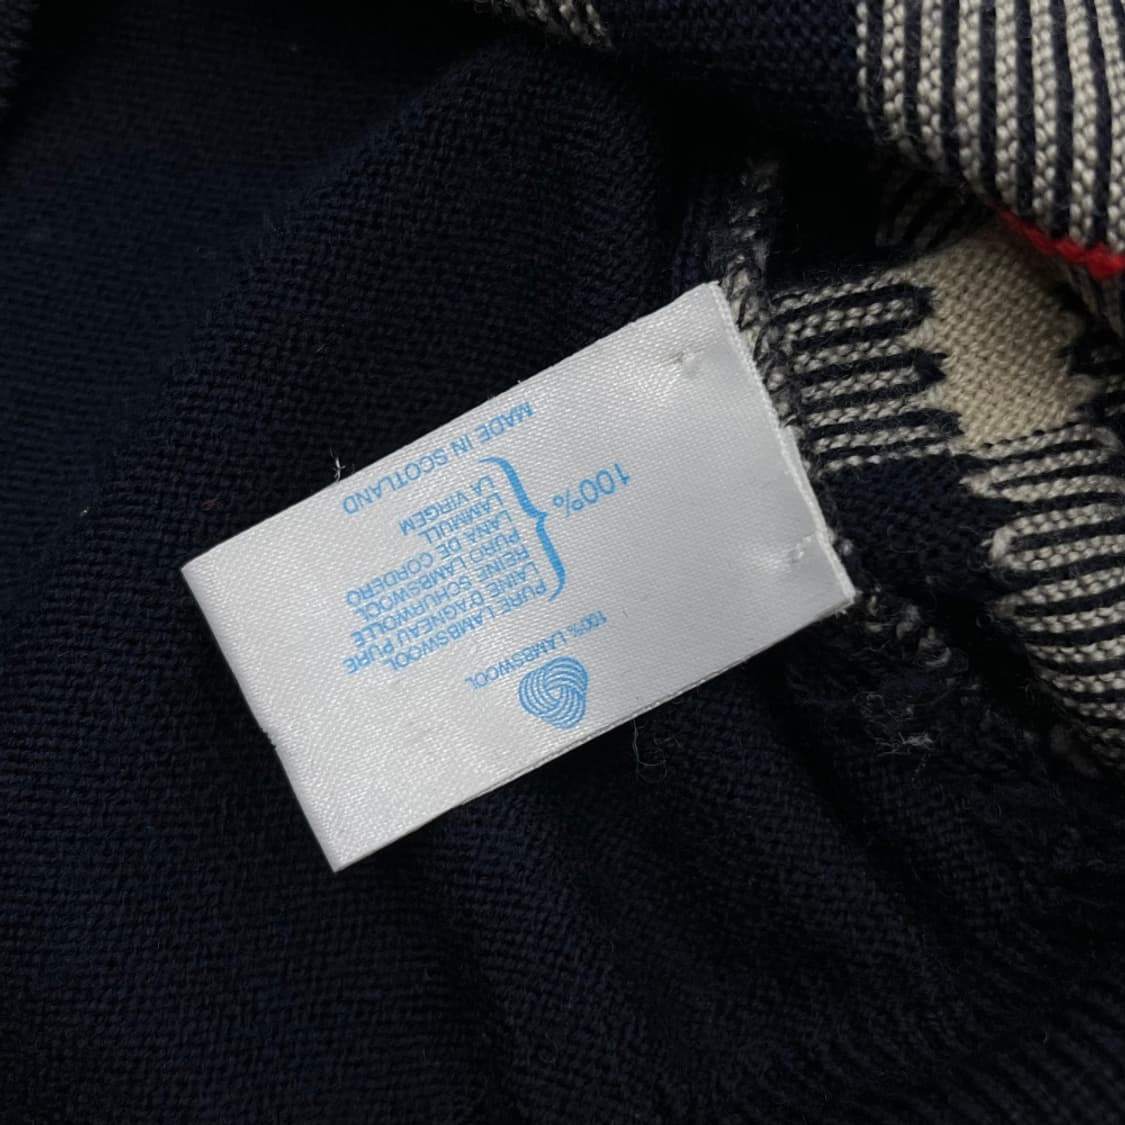 100% LAMBSWOOL
100%
PURE LAMBSWOOL
LAINE D'AGNEAU PURE
REINE SCHURWOLLE
PURO LAMBSWOOL
LANA DE CORDERO
LAMMULL
LA VIRGEM
MADE IN SCOTLAND